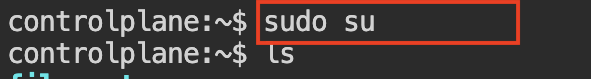 controlplane:~$ sudo su
controlplane:~$ ls